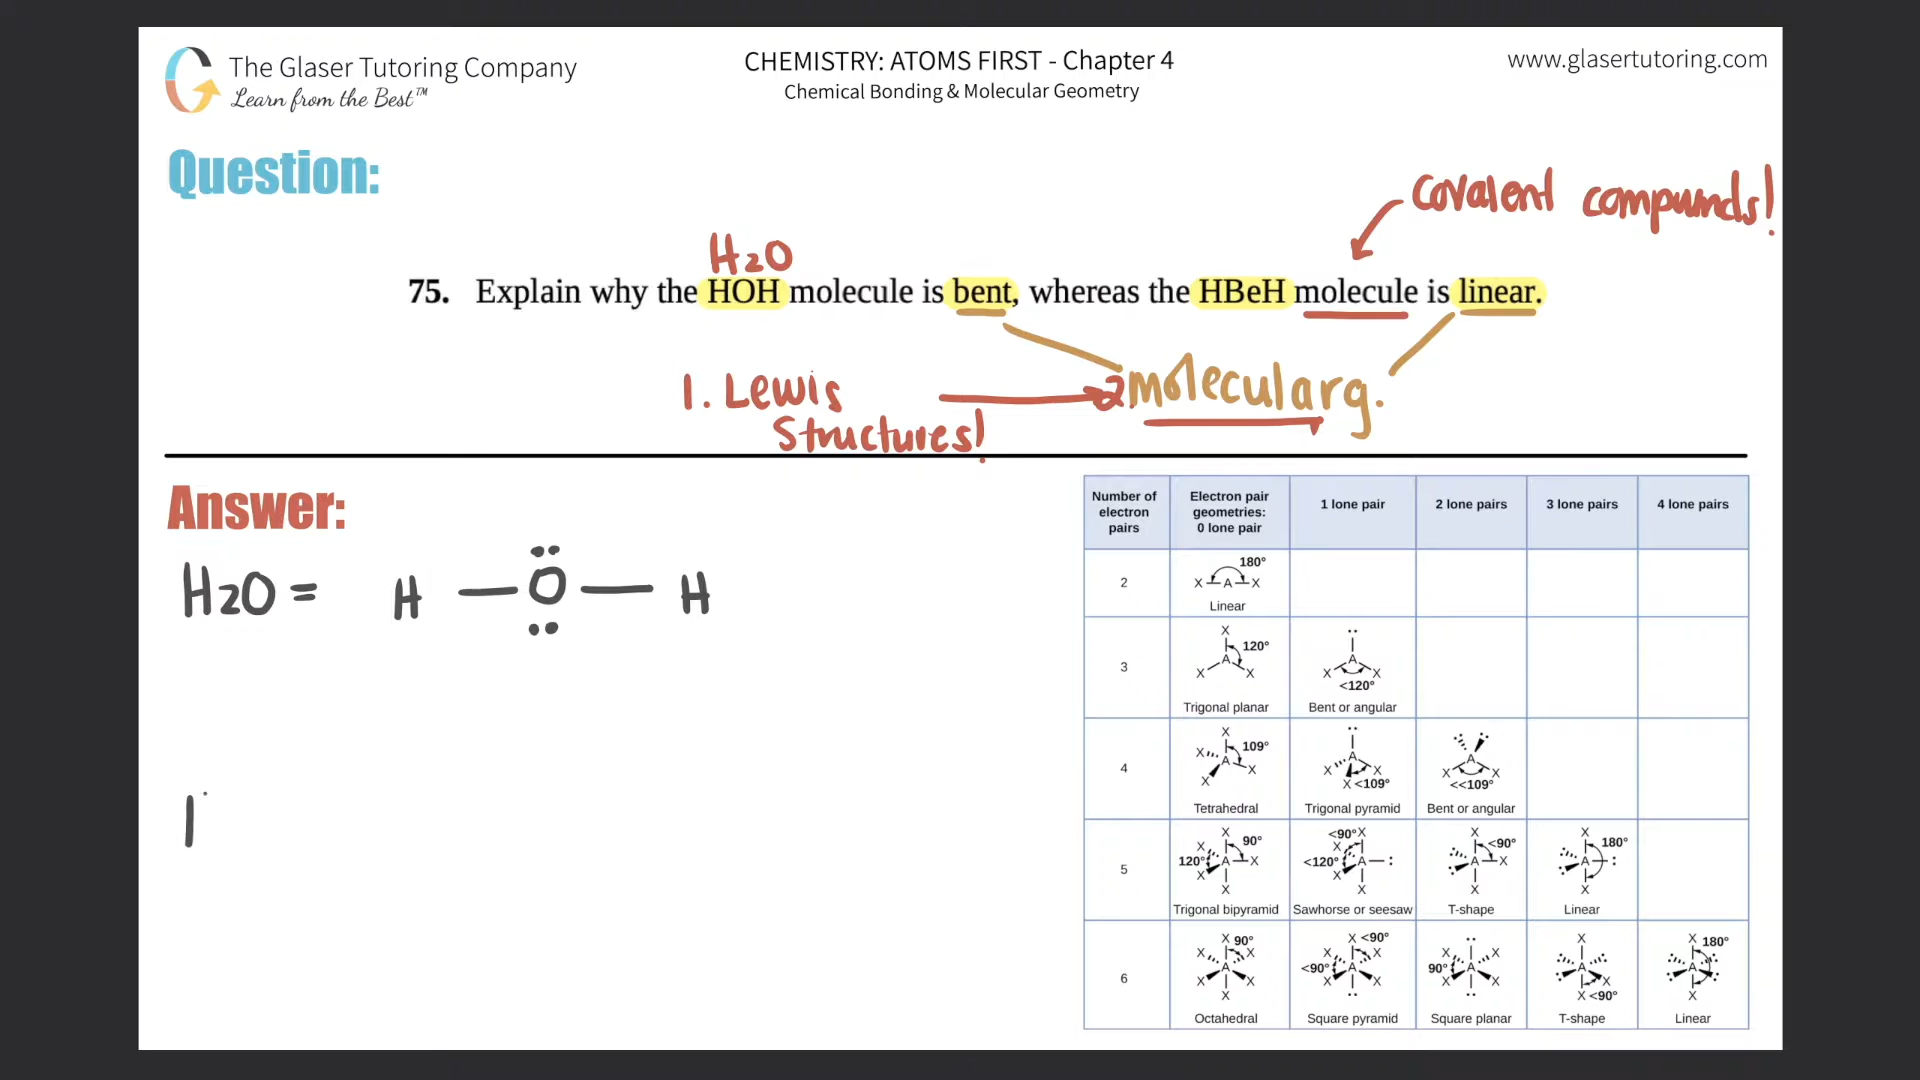 The Glaser Tutoring Company
Learn from the Best™
CHEMISTRY: ATOMS FIRST - Chapter 4
Chemical Bonding & Molecular Geometry
www.glasertutoring.com
Question:
covalent compounds!
H2O
75. Explain why the HOH molecule is bent, whereas the HBeH molecule is linear.
1. Lewis Structures!
2. molecular g.
Answer:
H2O = H — O — H
Number of electron pairs
Electron pair geometries: 0 lone pair
1 lone pair
2 lone pairs
3 lone pairs
4 lone pairs
2
180°
X A X
Linear
3
X 120° A X X
Trigonal planar
A X X <120°
Bent or angular
4
X X 109° A X X
Tetrahedral
A X X X <109°
Trigonal pyramid
A X X <<109°
Bent or angular
5
X 90° X 120° A X X X
Trigonal bipyramid
<90° X X <120° A X X
Sawhorse or seesaw
X <90° A X X
T-shape
X 180° A X
Linear
6
X 90° X X A X X X
Octahedral
X <90° X X <90° A X X
Square pyramid
X X 90° A X X
Square planar
X A X X <90°
T-shape
X 180° A X
Linear